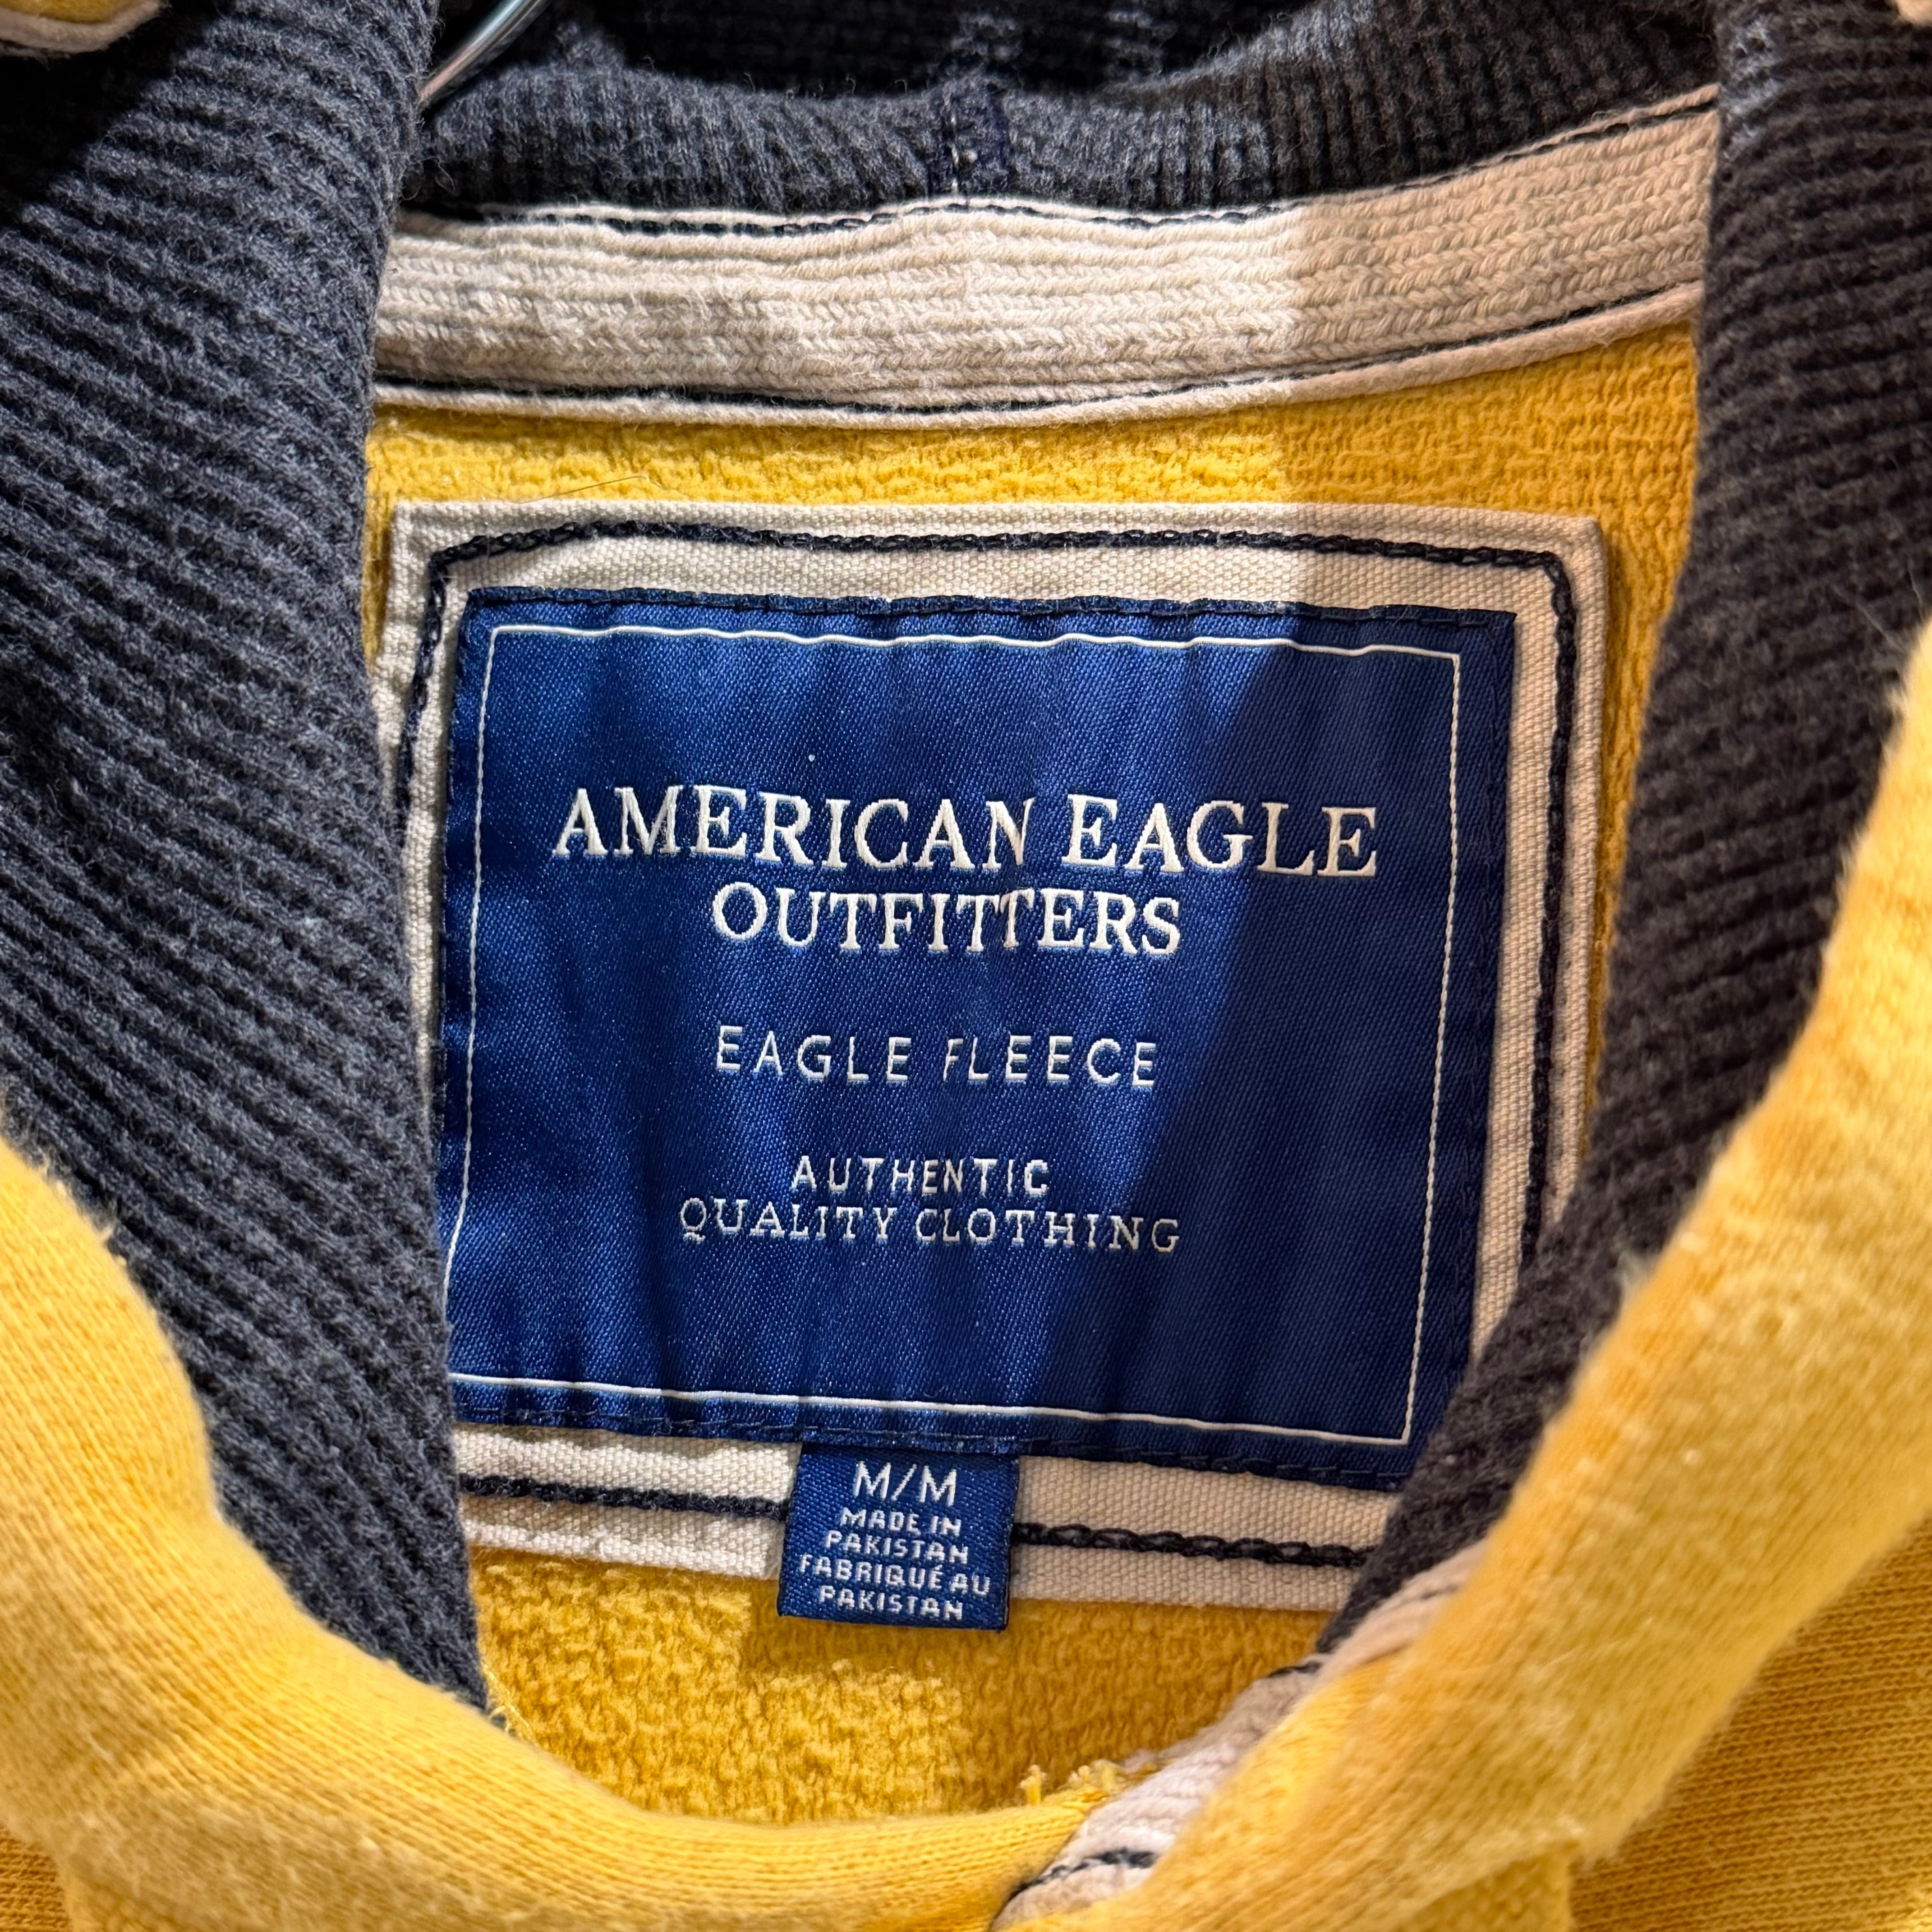 AMERICAN EAGLE
OUTFITTERS
EAGLE FLEECE
AUTHENTIC
QUALITY CLOTHING
M/M
MADE IN
PAKISTAN
FABRIQUÉ AU
PAKISTAN